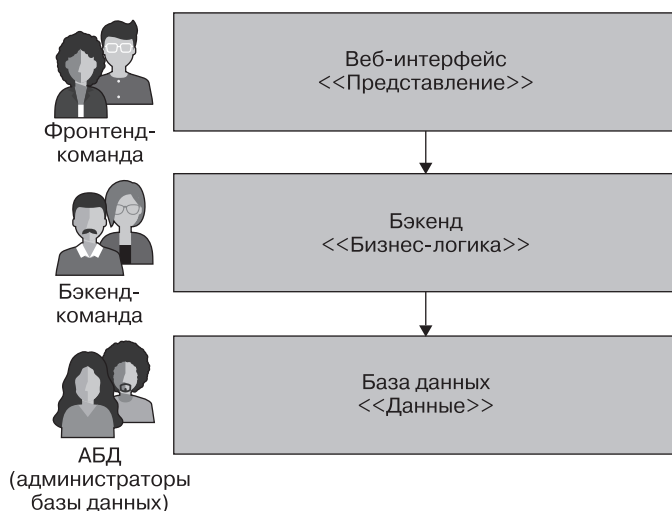 Веб-интерфейс
<<Представление>>
Фронтенд-
команда
Бэкенд
<<Бизнес-логика>>
Бэкенд-
команда
База данных
<<Данные>>
АБД
(администраторы
базы данных)